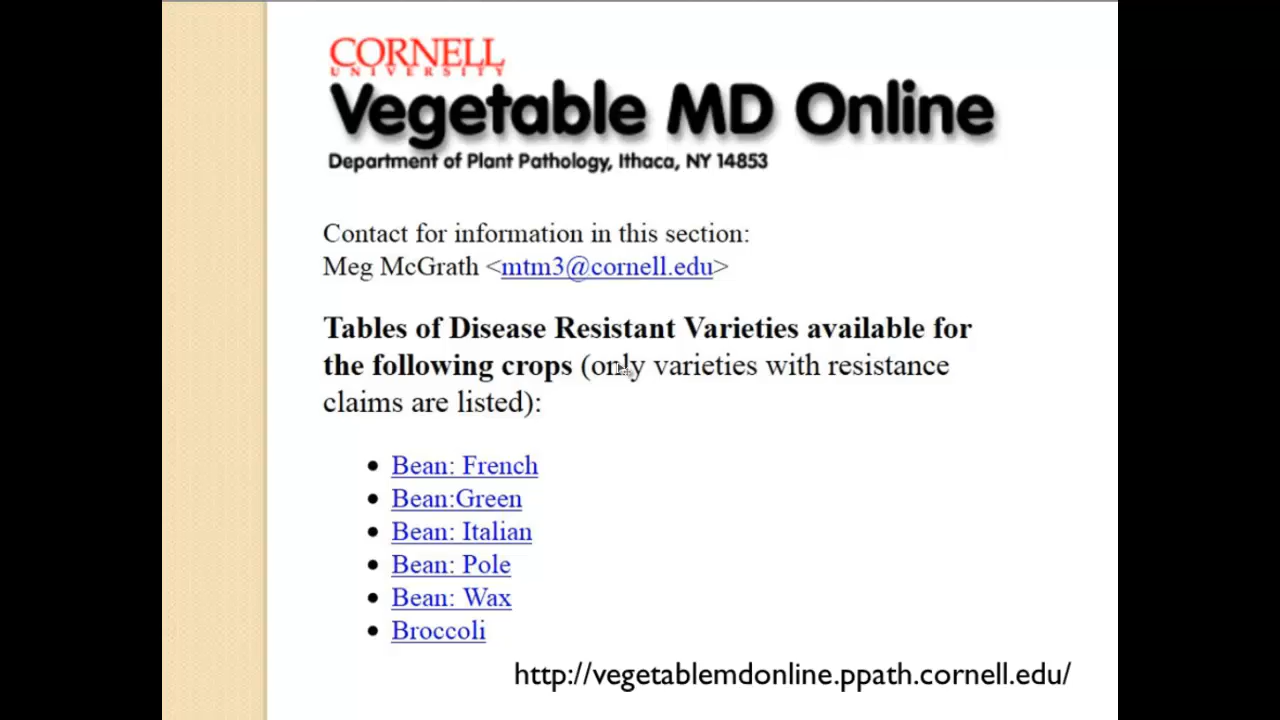 CORNELL
UNIVERSITY
Vegetable MD Online
Department of Plant Pathology, Ithaca, NY 14853
Contact for information in this section:
Meg McGrath <mtm3@cornell.edu>
Tables of Disease Resistant Varieties available for
the following crops (only varieties with resistance
claims are listed):
• Bean: French
• Bean:Green
• Bean: Italian
• Bean: Pole
• Bean: Wax
• Broccoli
http://vegetablemdonline.ppath.cornell.edu/